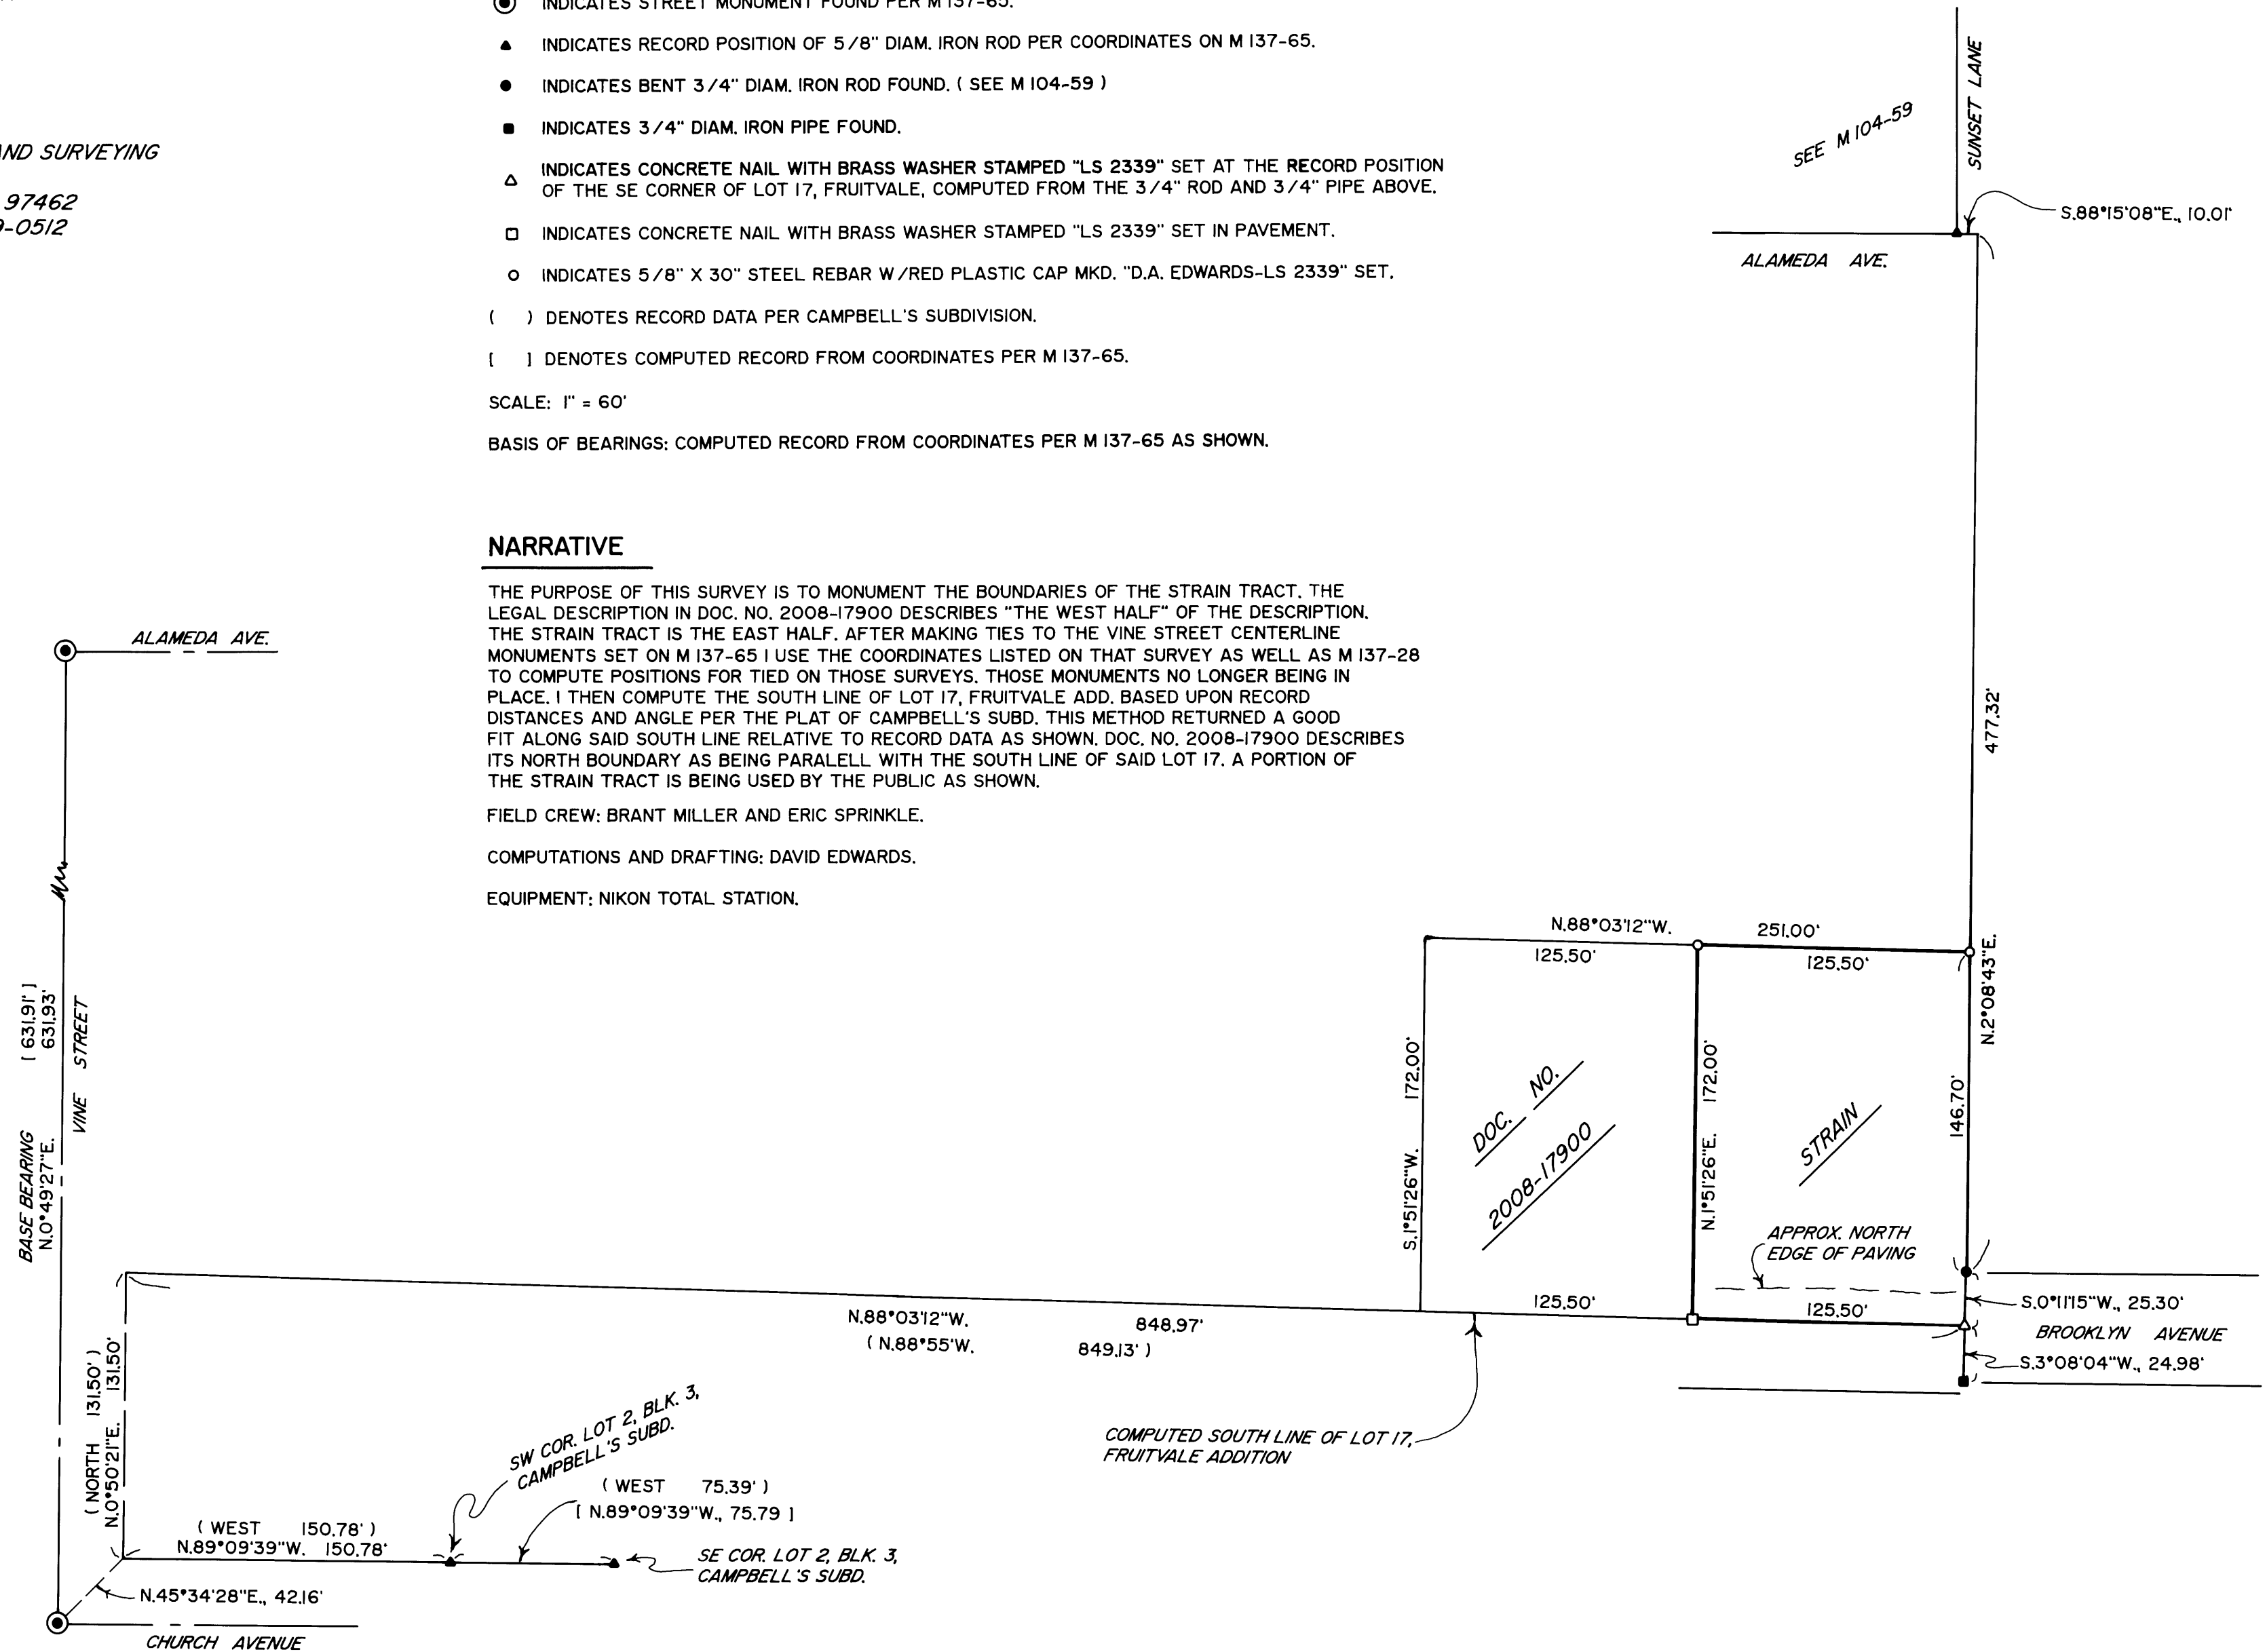 INDICATES STREET MONUMENT FOUND PER M 137-65.
INDICATES RECORD POSITION OF 5/8" DIAM. IRON ROD PER COORDINATES ON M 137-65.
INDICATES BENT 3/4" DIAM. IRON ROD FOUND. ( SEE M 104-59 )
INDICATES 3/4" DIAM. IRON PIPE FOUND.
INDICATES CONCRETE NAIL WITH BRASS WASHER STAMPED "LS 2339" SET AT THE RECORD POSITION
OF THE SE CORNER OF LOT 17, FRUITVALE, COMPUTED FROM THE 3/4" ROD AND 3/4" PIPE ABOVE.
INDICATES CONCRETE NAIL WITH BRASS WASHER STAMPED "LS 2339" SET IN PAVEMENT.
INDICATES 5/8" X 30" STEEL REBAR W/RED PLASTIC CAP MKD. "D.A. EDWARDS-LS 2339" SET.
( ) DENOTES RECORD DATA PER CAMPBELL'S SUBDIVISION.
[ ] DENOTES COMPUTED RECORD FROM COORDINATES PER M 137-65.
SCALE: 1" = 60'
BASIS OF BEARINGS: COMPUTED RECORD FROM COORDINATES PER M 137-65 AS SHOWN.
AND SURVEYING
97462
-0512
NARRATIVE
THE PURPOSE OF THIS SURVEY IS TO MONUMENT THE BOUNDARIES OF THE STRAIN TRACT. THE
LEGAL DESCRIPTION IN DOC. NO. 2008-17900 DESCRIBES "THE WEST HALF" OF THE DESCRIPTION.
THE STRAIN TRACT IS THE EAST HALF. AFTER MAKING TIES TO THE VINE STREET CENTERLINE
MONUMENTS SET ON M 137-65 I USE THE COORDINATES LISTED ON THAT SURVEY AS WELL AS M 137-28
TO COMPUTE POSITIONS FOR TIED ON THOSE SURVEYS. THOSE MONUMENTS NO LONGER BEING IN
PLACE. I THEN COMPUTE THE SOUTH LINE OF LOT 17, FRUITVALE ADD. BASED UPON RECORD
DISTANCES AND ANGLE PER THE PLAT OF CAMPBELL'S SUBD. THIS METHOD RETURNED A GOOD
FIT ALONG SAID SOUTH LINE RELATIVE TO RECORD DATA AS SHOWN. DOC. NO. 2008-17900 DESCRIBES
ITS NORTH BOUNDARY AS BEING PARALELL WITH THE SOUTH LINE OF SAID LOT 17. A PORTION OF
THE STRAIN TRACT IS BEING USED BY THE PUBLIC AS SHOWN.
FIELD CREW: BRANT MILLER AND ERIC SPRINKLE.
COMPUTATIONS AND DRAFTING: DAVID EDWARDS.
EQUIPMENT: NIKON TOTAL STATION.
SEE M 104-59
SUNSET LANE
S.88°15'08"E., 10.01'
ALAMEDA AVE.
477.32'
ALAMEDA AVE.
[ 631.91' ]
631.93'
VINE STREET
BASE BEARING
N.0°49'27"E.
N.88°03'12"W. 251.00'
125.50'
125.50'
N.2°08'43"E.
146.70'
S.1°51'26"W. 172.00'
DOC. NO.
2008-17900
N.1°51'26"E. 172.00'
STRAIN
APPROX. NORTH
EDGE OF PAVING
125.50'
125.50'
S.0°11'15"W., 25.30'
BROOKLYN AVENUE
S.3°08'04"W., 24.98'
N.88°03'12"W. 848.97'
( N.88°55'W. 849.13' )
COMPUTED SOUTH LINE OF LOT 17,
FRUITVALE ADDITION
( NORTH 131.50' )
N.0°50'21"E. 131.50'
SW COR. LOT 2, BLK. 3,
CAMPBELL'S SUBD.
( WEST 75.39' )
[ N.89°09'39"W., 75.79 ]
( WEST 150.78' )
N.89°09'39"W. 150.78'
SE COR. LOT 2, BLK. 3,
CAMPBELL'S SUBD.
N.45°34'28"E., 42.16'
CHURCH AVENUE